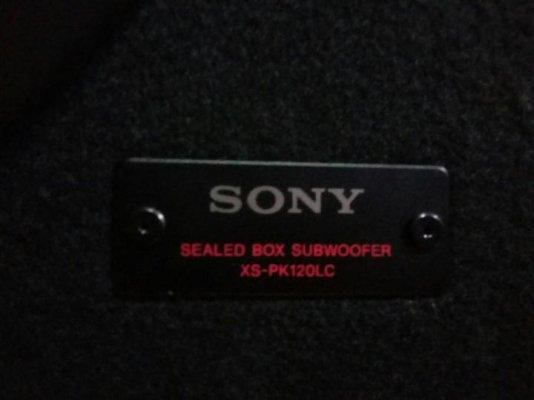 SONY
SEALED BOX SUBWOOFER
XS-PK120LC